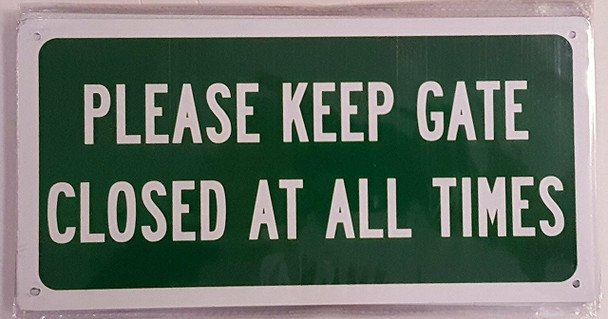 PLEASE KEEP GATE
CLOSED AT ALL TIMES